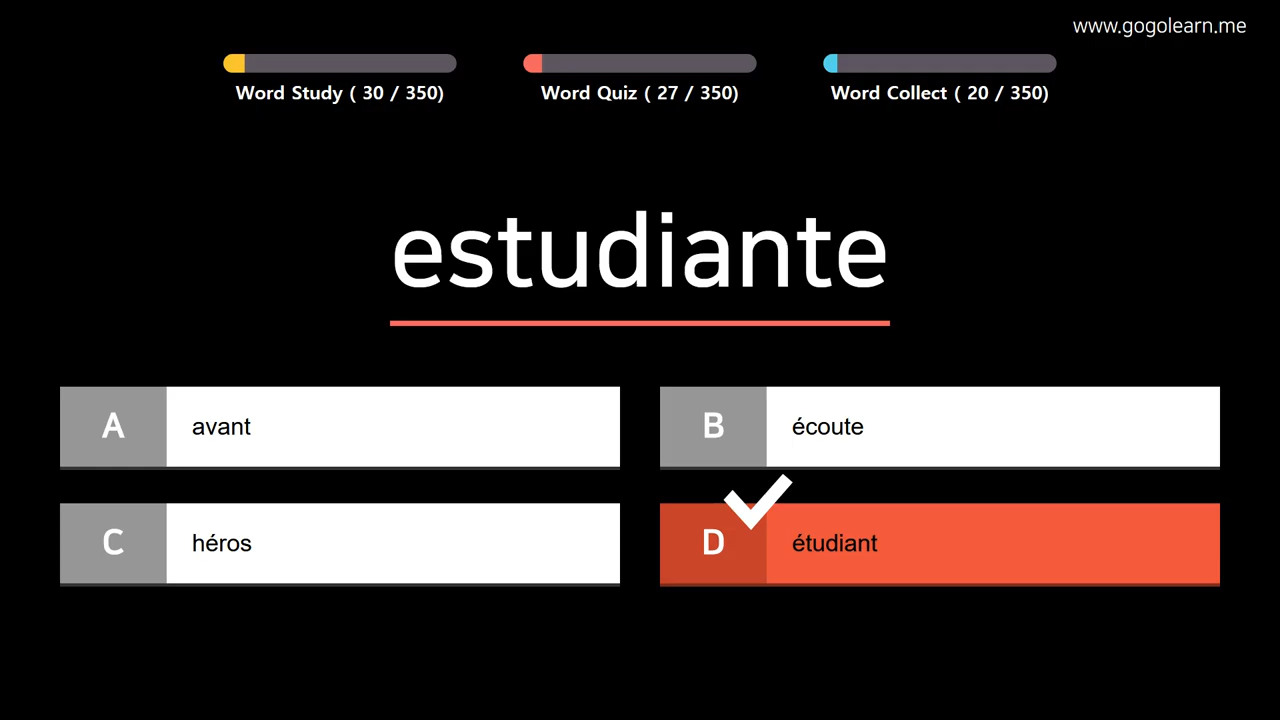 www.gogolearn.me
Word Study ( 30 / 350)
Word Quiz ( 27 / 350)
Word Collect ( 20 / 350)
estudiante
A avant
B écoute
C héros
D étudiant